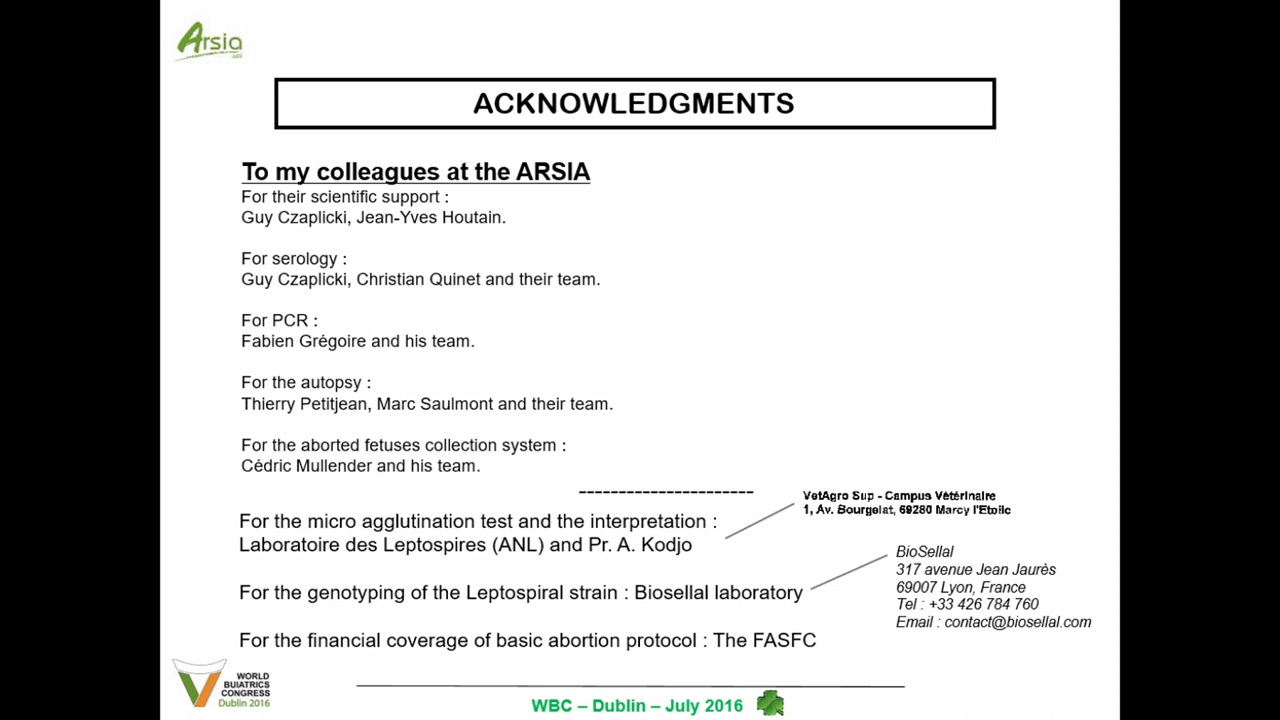 Arsia
ACKNOWLEDGMENTS
To my colleagues at the ARSIA
For their scientific support :
Guy Czaplicki, Jean-Yves Houtain.
For serology :
Guy Czaplicki, Christian Quinet and their team.
For PCR :
Fabien Grégoire and his team.
For the autopsy :
Thierry Petitjean, Marc Saulmont and their team.
For the aborted fetuses collection system :
Cédric Mullender and his team.
----------------------
VetAgro Sup - Campus Vétérinaire
1, Av. Bourgelat, 69280 Marcy l'Etoile
For the micro agglutination test and the interpretation :
Laboratoire des Leptospires (ANL) and Pr. A. Kodjo
BioSellal
317 avenue Jean Jaurès
69007 Lyon, France
Tel : +33 426 784 760
Email : contact@biosellal.com
For the genotyping of the Leptospiral strain : Biosellal laboratory
For the financial coverage of basic abortion protocol : The FASFC
WORLD
BUIATRICS
CONGRESS
Dublin 2016
WBC – Dublin – July 2016